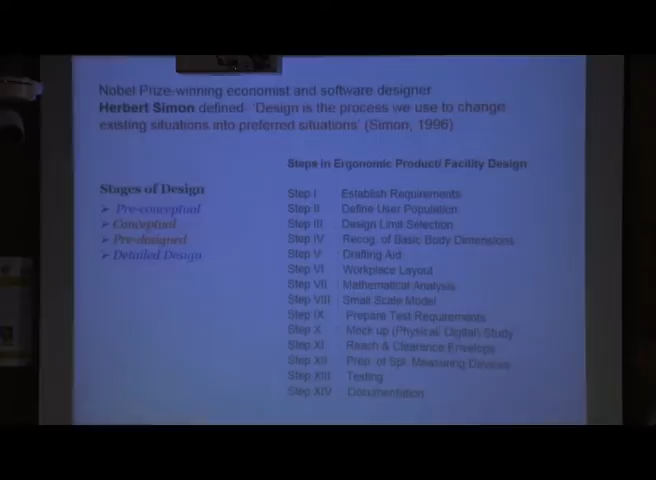 Nobel Prize-winning economist and software designer
Herbert Simon defined- 'Design is the process we use to change
existing situations into preferred situations' (Simon, 1996)
Steps in Ergonomic Product/ Facility Design
Stages of Design
➢ Pre-conceptual
➢ Conceptual
➢ Pre-designed
➢ Detailed Design
Step I : Establish Requirements
Step II : Define User Population
Step III : Design Limit Selection
Step IV : Recog. of Basic Body Dimensions
Step V : Drafting Aid
Step VI : Workplace Layout
Step VII : Mathematical Analysis
Step VIII : Small Scale Model
Step IX : Prepare Test Requirements
Step X : Mock up (Physical/ Digital) Study
Step XI : Reach & Clearance Envelops
Step XII : Prep. of Spl. Measuring Devices
Step XIII : Testing
Step XIV : Documentation